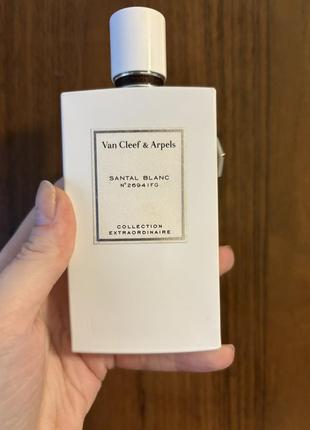 Van Cleef & Arpels
SANTAL BLANC
N°26941FG
COLLECTION
EXTRAORDINAIRE